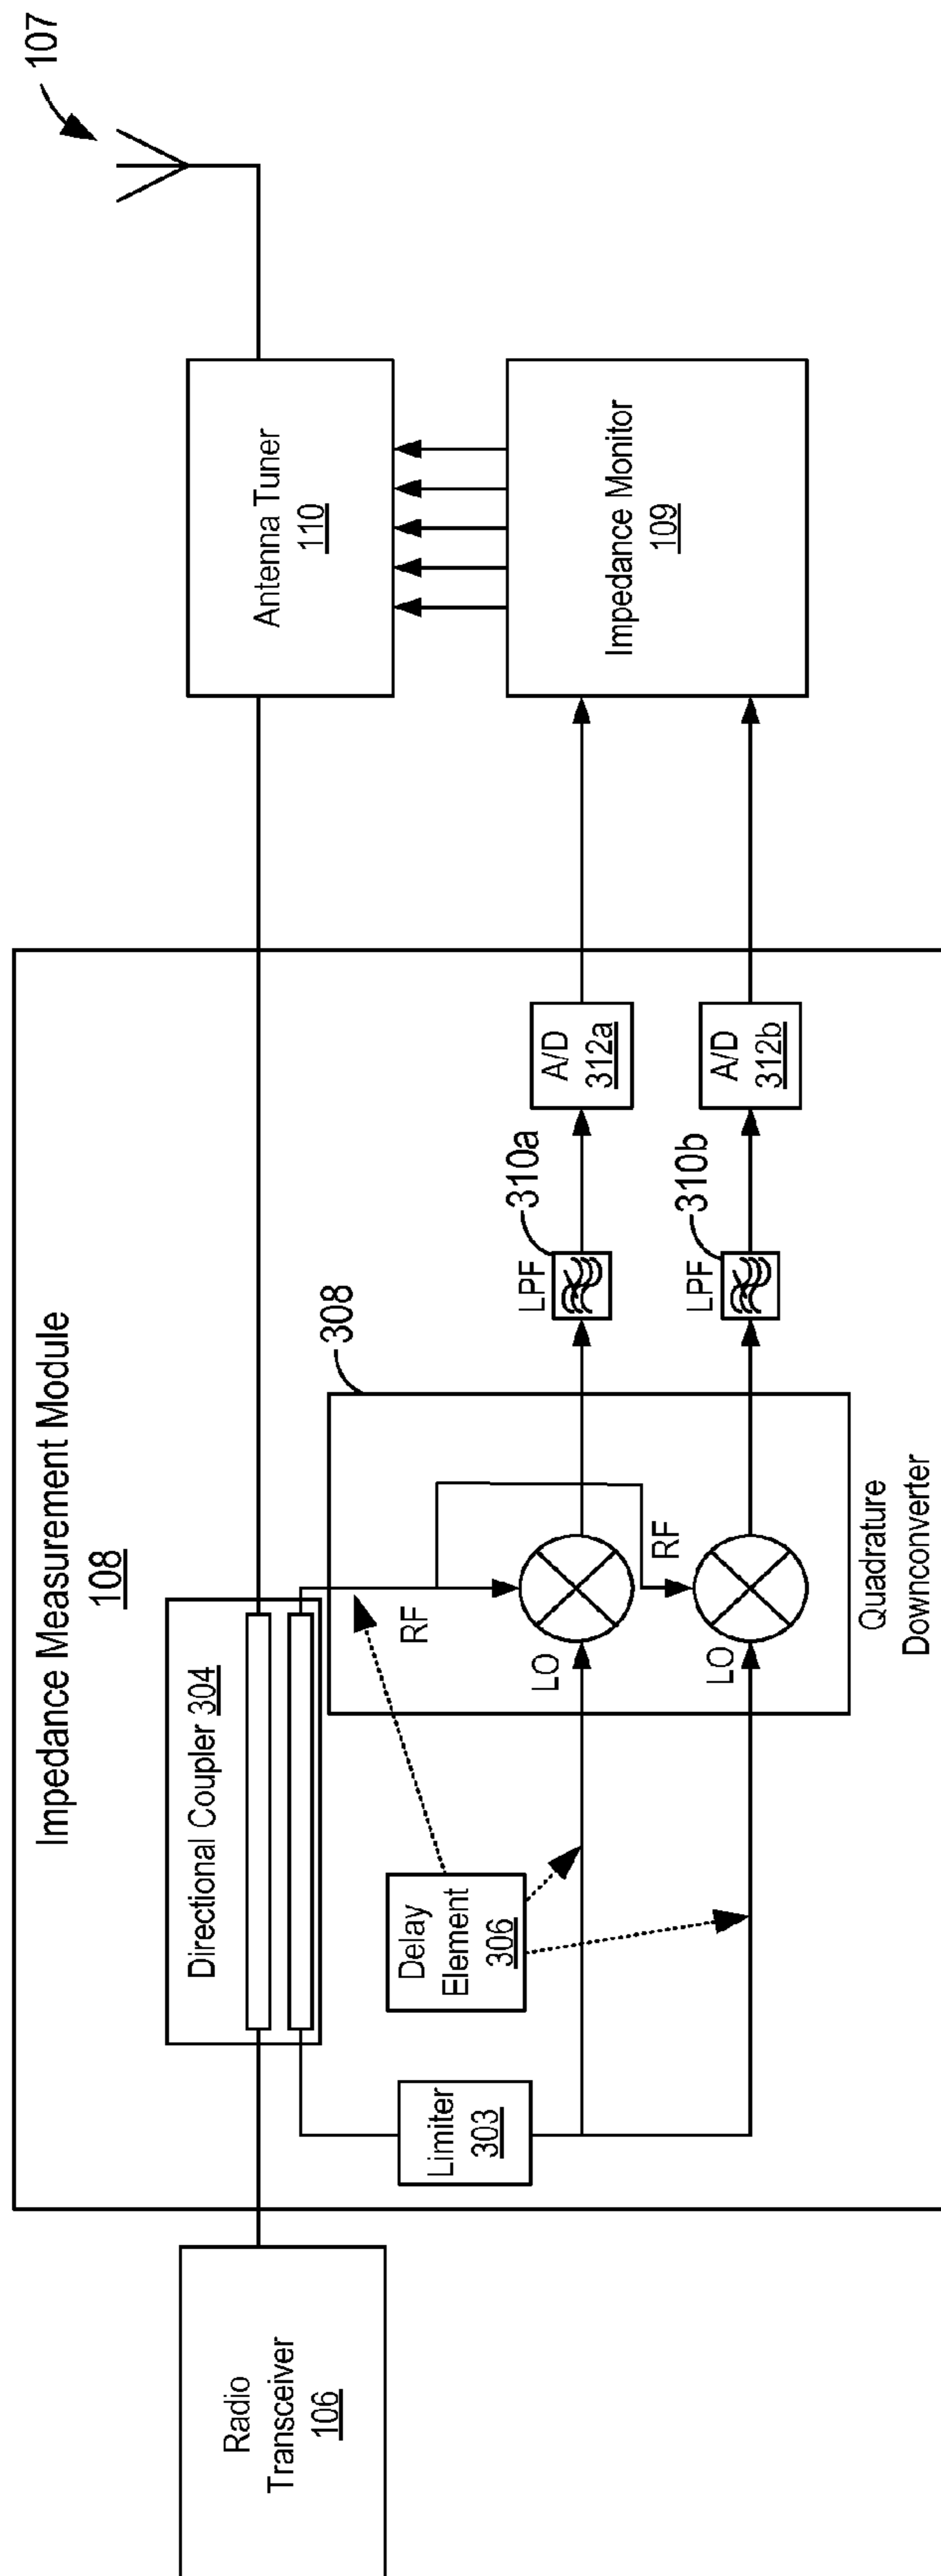 Impedance Measurement Module
108
107
Radio
Transceiver
106
Directional Coupler 304
Antenna Tuner
110
Limiter
303
Delay
Element
306
308
RF
LO
RF
LO
Quadrature
Downconverter
LPF
310a
LPF
310b
A/D
312a
A/D
312b
Impedance Monitor
109